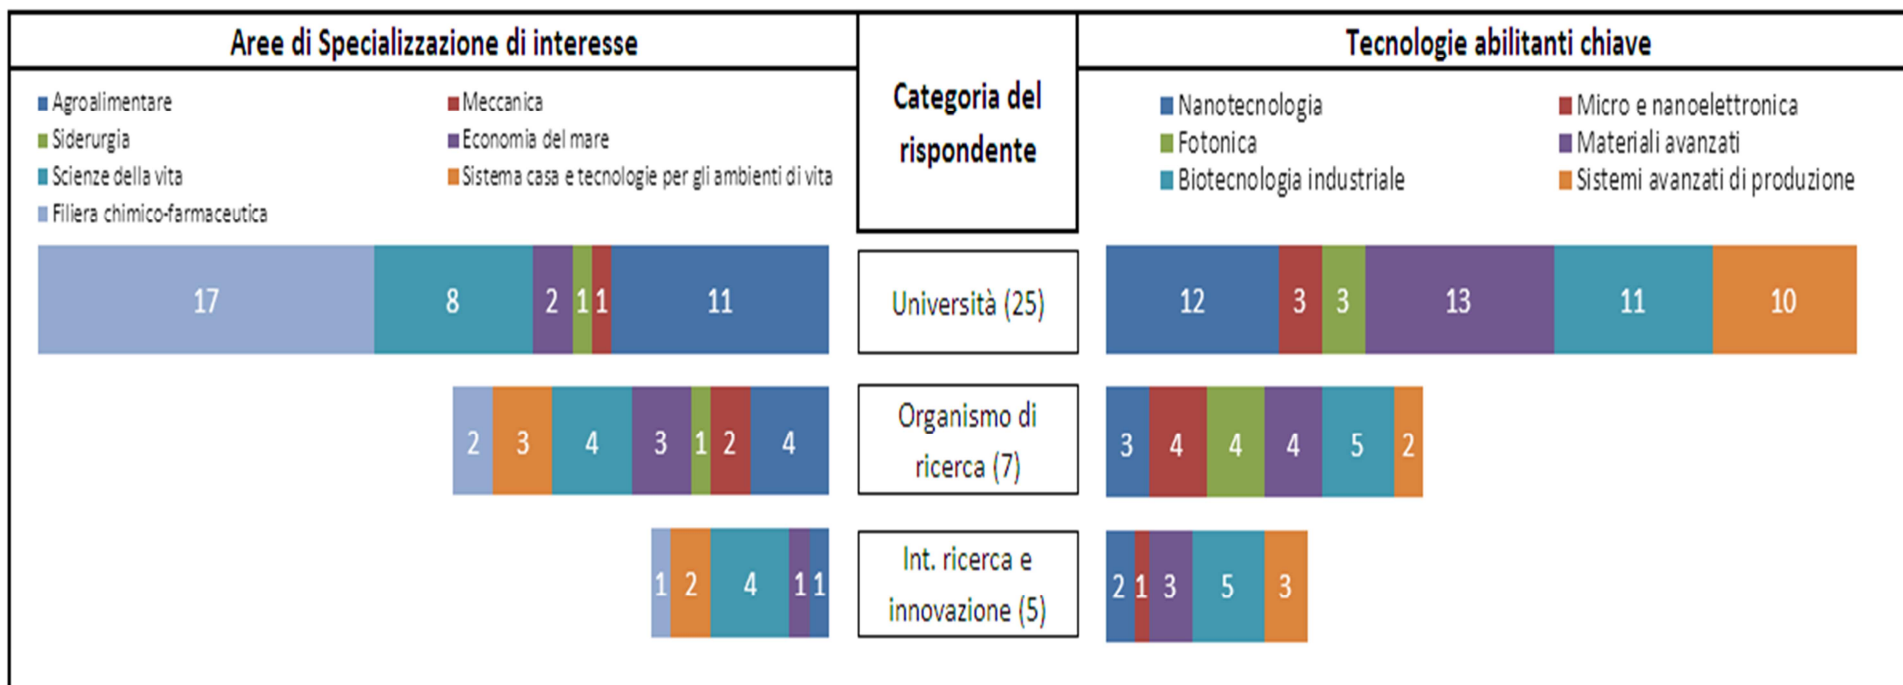 Aree di Specializzazione di interesse
Agroalimentare
Meccanica
Siderurgia
Economia del mare
Scienze della vita
Sistema casa e tecnologie per gli ambienti di vita
Filiera chimico-farmaceutica
Categoria del
rispondente
Tecnologie abilitanti chiave
Nanotecnologia
Micro e nanoelettronica
Fotonica
Materiali avanzati
Biotecnologia industriale
Sistemi avanzati di produzione
17 8 2 1 1 11
Università (25)
12 3 3 13 11 10
2 3 4 3 1 2 4
Organismo di
ricerca (7)
3 4 4 4 5 2
1 2 4 1 1
Int. ricerca e
innovazione (5)
2 1 3 5 3